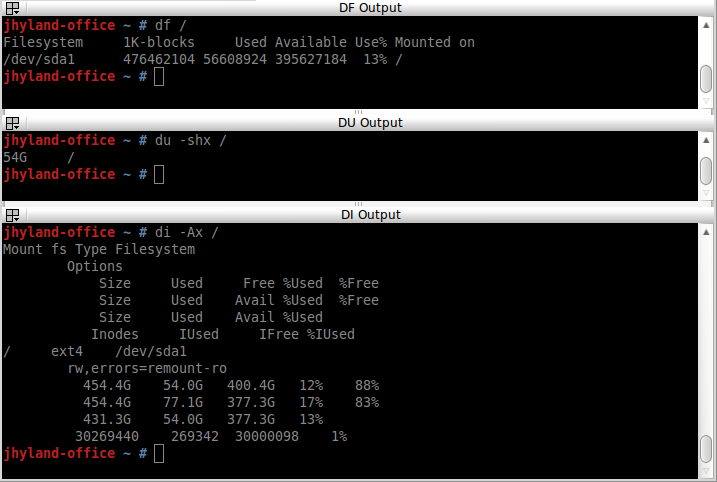 DF Output
jhyland-office ~ # df /
Filesystem     1K-blocks     Used Available Use% Mounted on
/dev/sda1      476462104 56608924 395627184  13% /
jhyland-office ~ #
DU Output
jhyland-office ~ # du -shx /
54G     /
jhyland-office ~ #
DI Output
jhyland-office ~ # di -Ax /
Mount fs Type Filesystem
        Options
            Size     Used     Free %Used  %Free
            Size     Used    Avail %Used  %Free
            Size     Used    Avail %Used
           Inodes     IUsed     IFree %IUsed
/     ext4    /dev/sda1
        rw,errors=remount-ro
          454.4G    54.0G   400.4G   12%    88%
          454.4G    77.1G   377.3G   17%    83%
          431.3G    54.0G   377.3G   13%
         30269440    269342  30000098    1%
jhyland-office ~ #